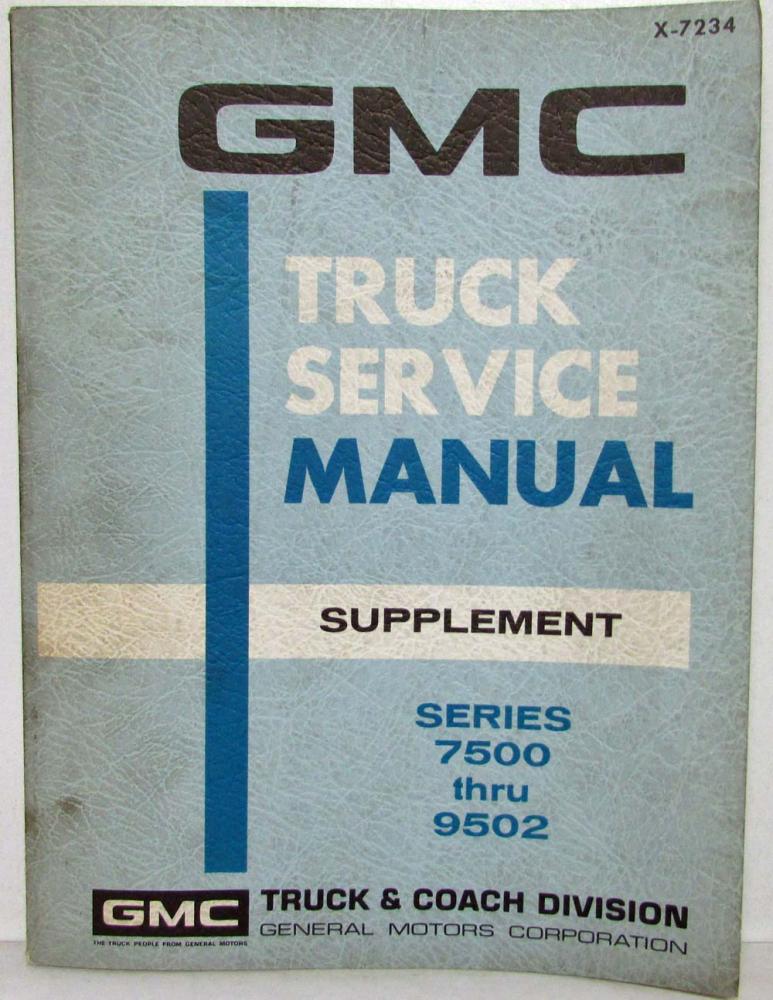 X-7234
GMC
TRUCK
SERVICE
MANUAL
SUPPLEMENT
SERIES
7500
thru
9502
GMC
THE TRUCK PEOPLE FROM GENERAL MOTORS
TRUCK & COACH DIVISION
GENERAL MOTORS CORPORATION